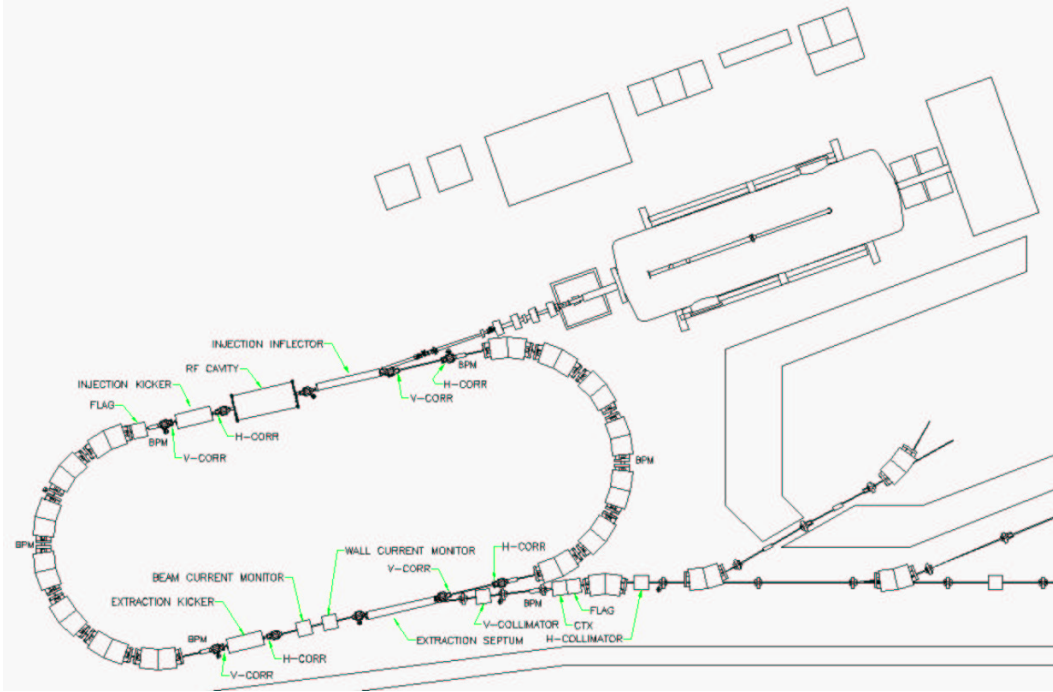 INJECTION INFLECTOR
RF CAVITY
INJECTION KICKER
FLAG
BPM
V-CORR
H-CORR
V-CORR
H-CORR
BPM
BPM
BPM
WALL CURRENT MONITOR
H-CORR
V-CORR
BEAM CURRENT MONITOR
EXTRACTION KICKER
BPM
V-CORR
H-CORR
EXTRACTION SEPTUM
V-COLLIMATOR
BPM
FLAG
CTX
H-COLLIMATOR